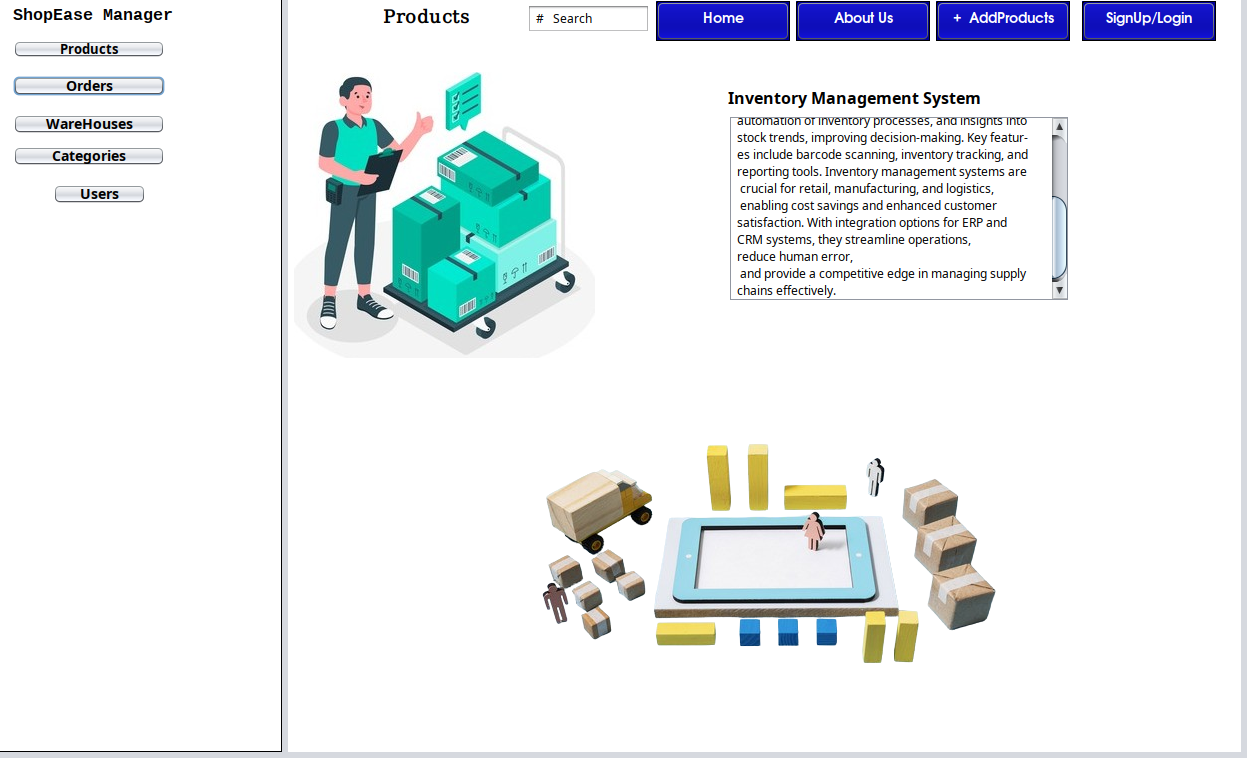 ShopEase Manager
Products
Orders
WareHouses
Categories
Users
Products
# Search
Home
About Us
+ AddProducts
SignUp/Login
Inventory Management System
automation of inventory processes, and insights into
stock trends, improving decision-making. Key featur-
es include barcode scanning, inventory tracking, and
reporting tools. Inventory management systems are
crucial for retail, manufacturing, and logistics,
enabling cost savings and enhanced customer
satisfaction. With integration options for ERP and
CRM systems, they streamline operations,
reduce human error,
and provide a competitive edge in managing supply
chains effectively.